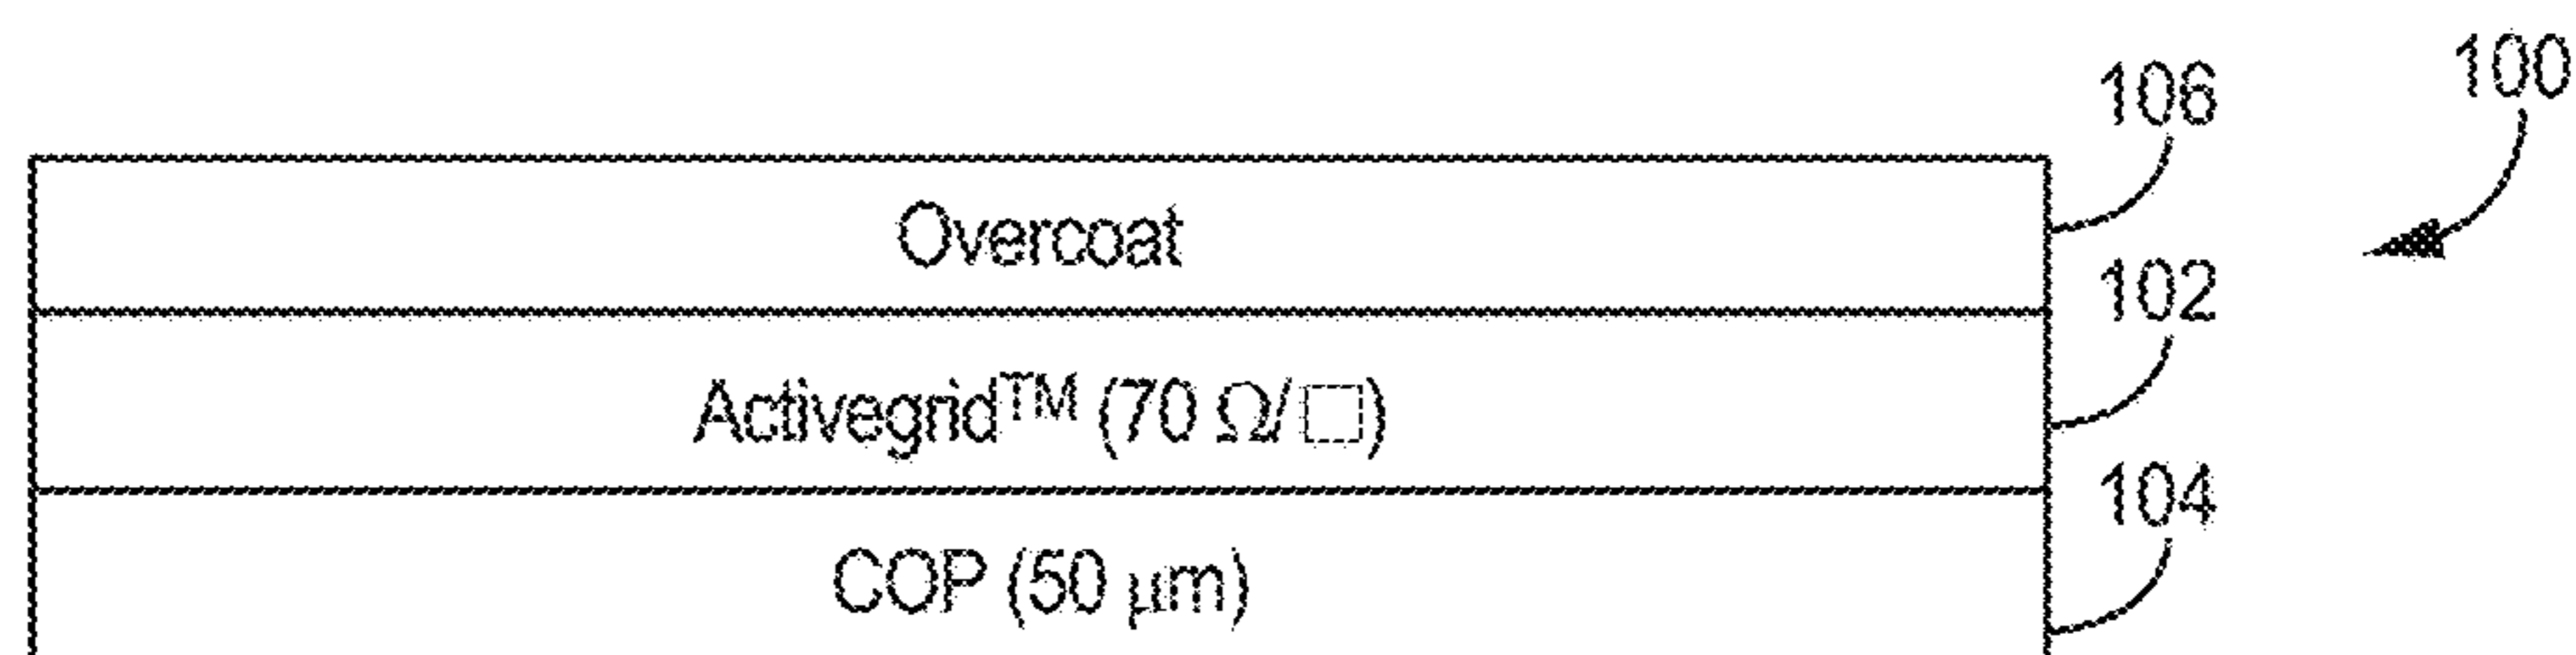 100
106
Overcoat
102
Activegrid™ (70 Ω/□)
104
COP (50 μm)